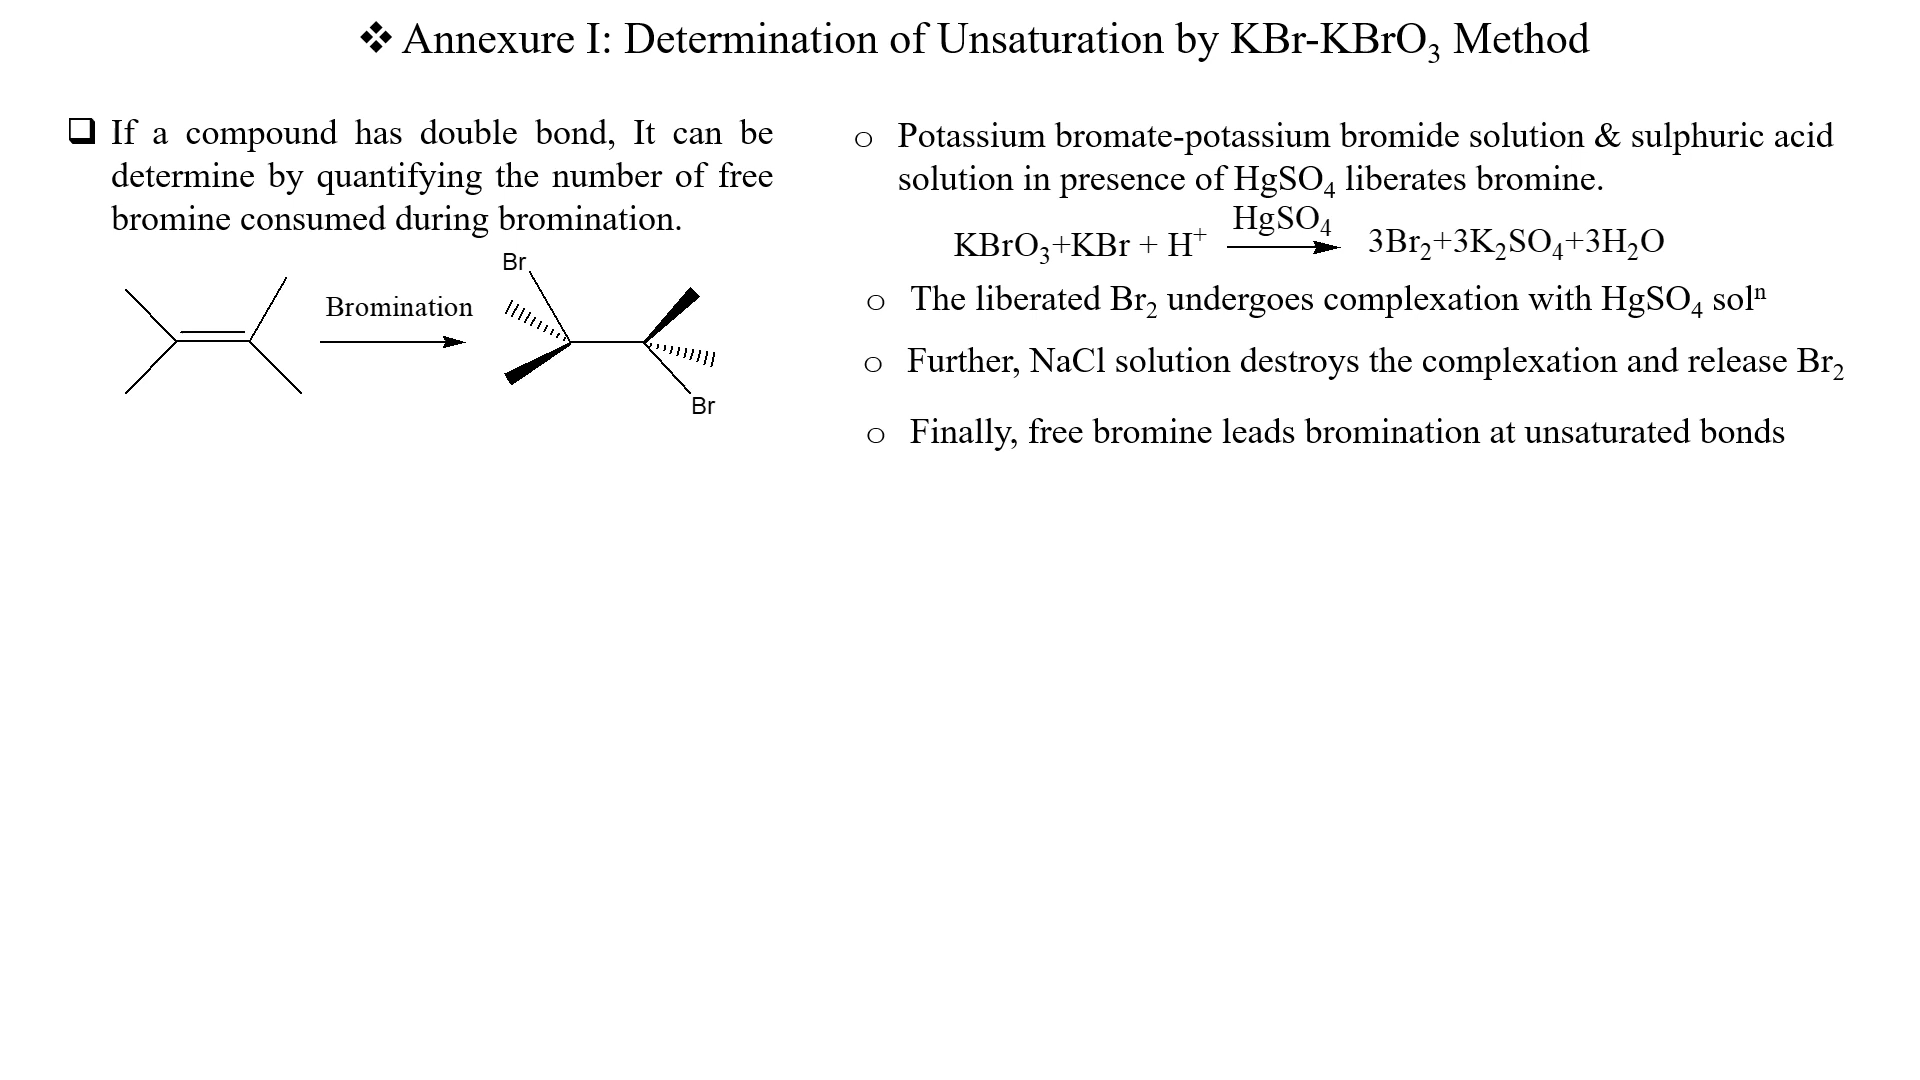 ❖ Annexure I: Determination of Unsaturation by KBr-KBrO₃ Method
❑ If a compound has double bond, It can be
determine by quantifying the number of free
bromine consumed during bromination.
Bromination
Br
Br
o Potassium bromate-potassium bromide solution & sulphuric acid
solution in presence of HgSO₄ liberates bromine.
HgSO₄
KBrO₃+KBr + H⁺ ⟶ 3Br₂+3K₂SO₄+3H₂O
o The liberated Br₂ undergoes complexation with HgSO₄ solⁿ
o Further, NaCl solution destroys the complexation and release Br₂
o Finally, free bromine leads bromination at unsaturated bonds